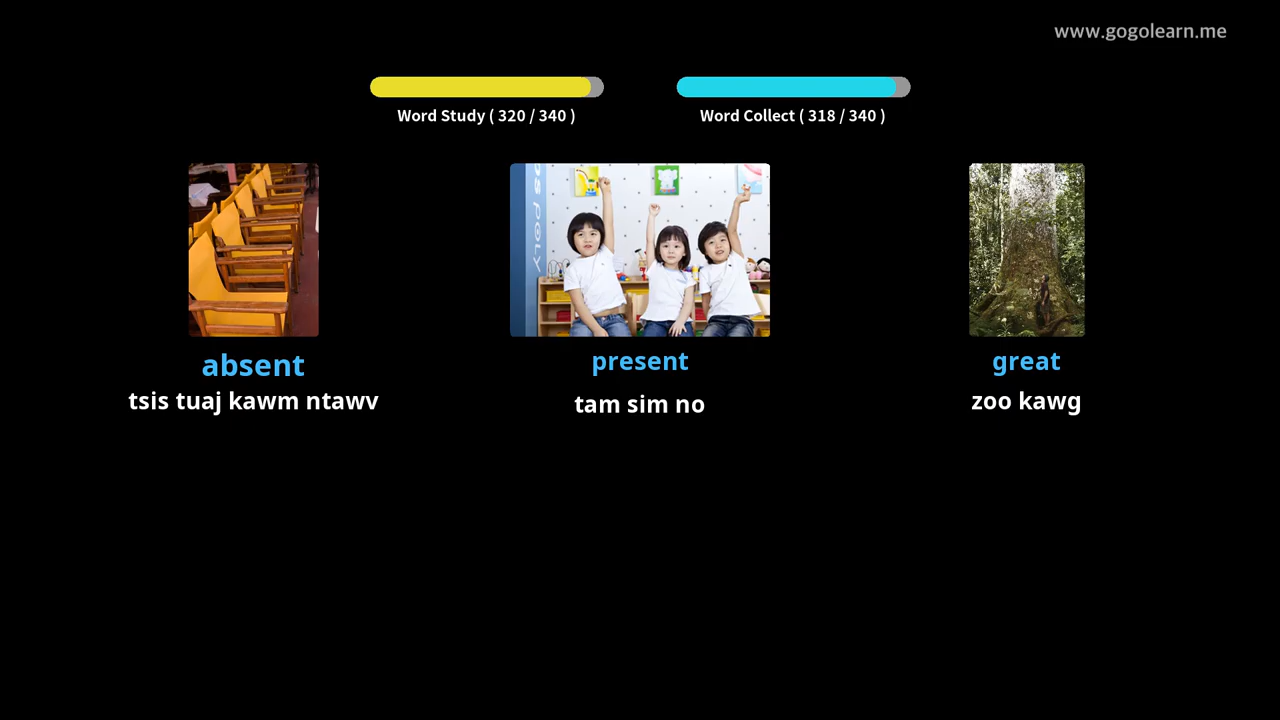 www.gogolearn.me
Word Study ( 320 / 340 )
Word Collect ( 318 / 340 )
absent
present
great
tsis tuaj kawm ntawv
tam sim no
zoo kawg